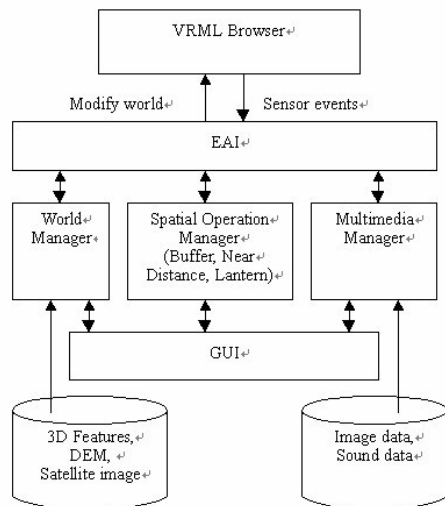 VRML Browser
Modify world
Sensor events
EAI
World
Manager
Spatial Operation
Manager
(Buffer, Near
Distance, Lantern)
Multimedia
Manager
GUI
3D Features,
DEM,
Satellite image
Image data,
Sound data